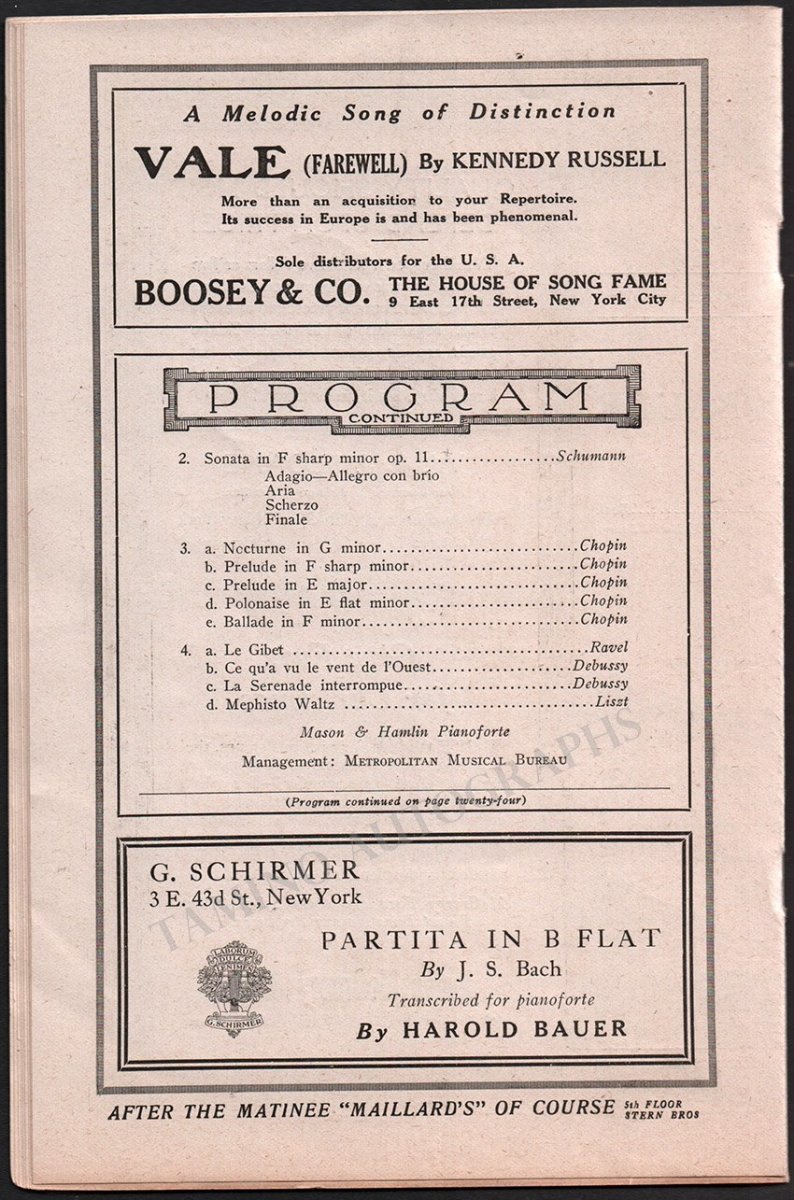 A Melodic Song of Distinction
VALE (FAREWELL) By KENNEDY RUSSELL
More than an acquisition to your Repertoire.
Its success in Europe is and has been phenomenal.
Sole distributors for the U. S. A.
BOOSEY & CO. THE HOUSE OF SONG FAME
9 East 17th Street, New York City
PROGRAM
CONTINUED
2. Sonata in F sharp minor op. 11..................Schumann
Adagio—Allegro con brio
Aria
Scherzo
Finale
3. a. Nocturne in G minor............................Chopin
b. Prelude in F sharp minor........................Chopin
c. Prelude in E major..............................Chopin
d. Polonaise in E flat minor........................Chopin
e. Ballade in F minor...............................Chopin
4. a. Le Gibet ..........................................Ravel
b. Ce qu'a vu le vent de l'Ouest....................Debussy
c. La Serenade interrompue........................Debussy
d. Mephisto Waltz ....................................Liszt
Mason & Hamlin Pianoforte
Management: METROPOLITAN MUSICAL BUREAU
(Program continued on page twenty-four)
TAMINO AUTOGRAPHS
G. SCHIRMER
3 E. 43d St., New York
LABORUM
DULCE
LENIMEN
G. SCHIRMER
PARTITA IN B FLAT
By J. S. Bach
Transcribed for pianoforte
By HAROLD BAUER
AFTER THE MATINEE "MAILLARD'S" OF COURSE 5th FLOOR
STERN BROS